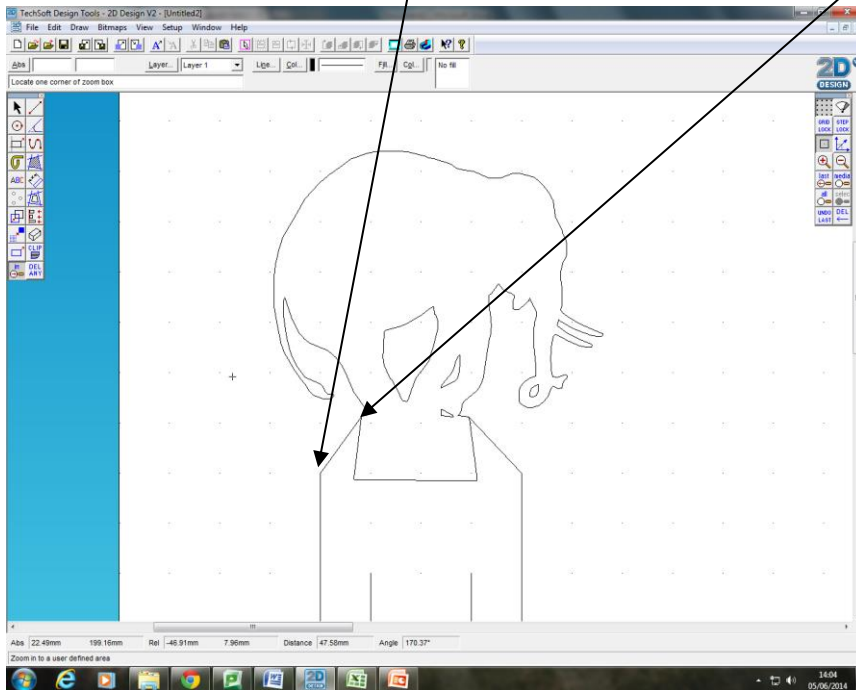 TechSoft Design Tools - 2D Design V2 - [Untitled2]
File Edit Draw Bitmaps View Setup Window Help
Abs Layer... Layer 1 Line... Col... Fill... Col... No fill
Locate one corner of zoom box
2D
DESIGN
GRID LOCK STEP LOCK
ABC
last media
all selec
UNDO LAST DEL
CLIP
DEL ANY
Abs 22.49mm 199.16mm Rel -46.91mm 7.96mm Distance 47.58mm Angle 170.37°
Zoom in to a user defined area
14:04
05/06/2014